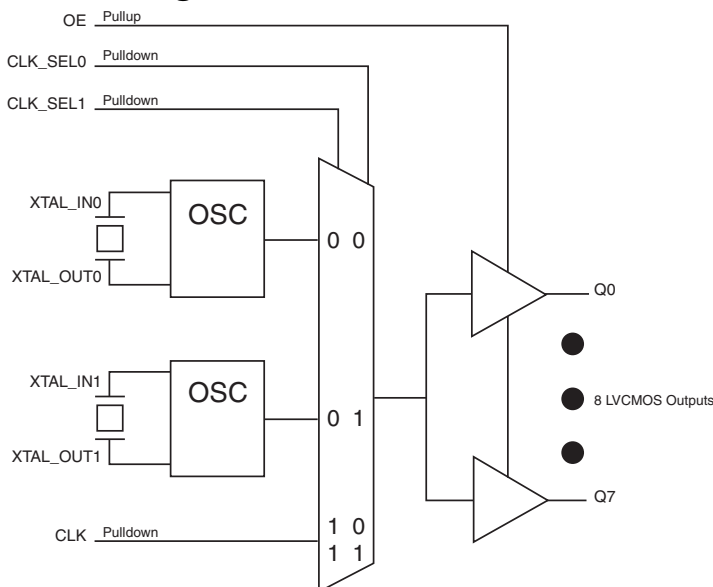 OE Pullup
CLK_SEL0 Pulldown
CLK_SEL1 Pulldown
XTAL_IN0
OSC
0 0
XTAL_OUT0
Q0
XTAL_IN1
OSC
8 LVCMOS Outputs
0 1
XTAL_OUT1
Q7
CLK Pulldown
1 0
1 1